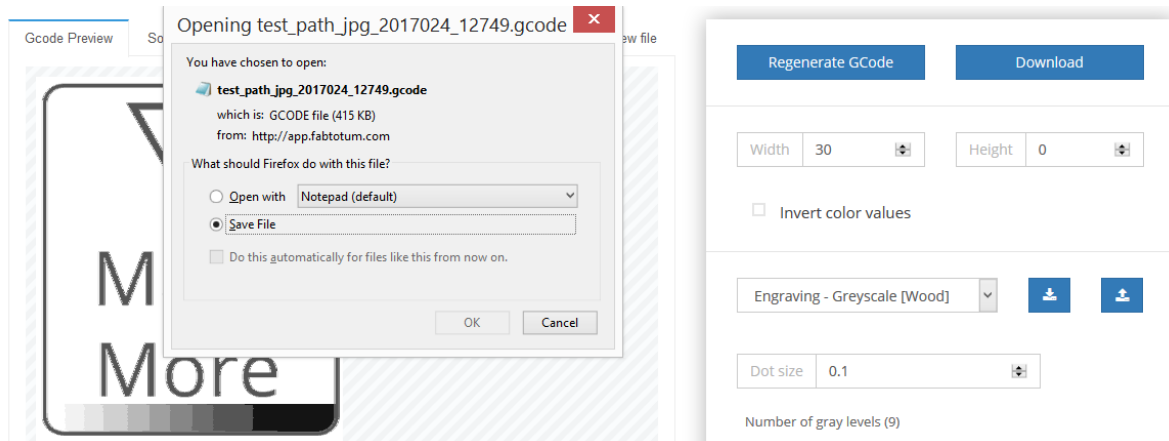 Gcode Preview
So
ew file
Opening test_path_jpg_2017024_12749.gcode
You have chosen to open:
test_path_jpg_2017024_12749.gcode
which is: GCODE file (415 KB)
from: http://app.fabtotum.com
What should Firefox do with this file?
Open with Notepad (default)
Save File
Do this automatically for files like this from now on.
OK Cancel
M
More
Regenerate GCode Download
Width 30 Height 0
Invert color values
Engraving - Greyscale [Wood]
Dot size 0.1
Number of gray levels (9)